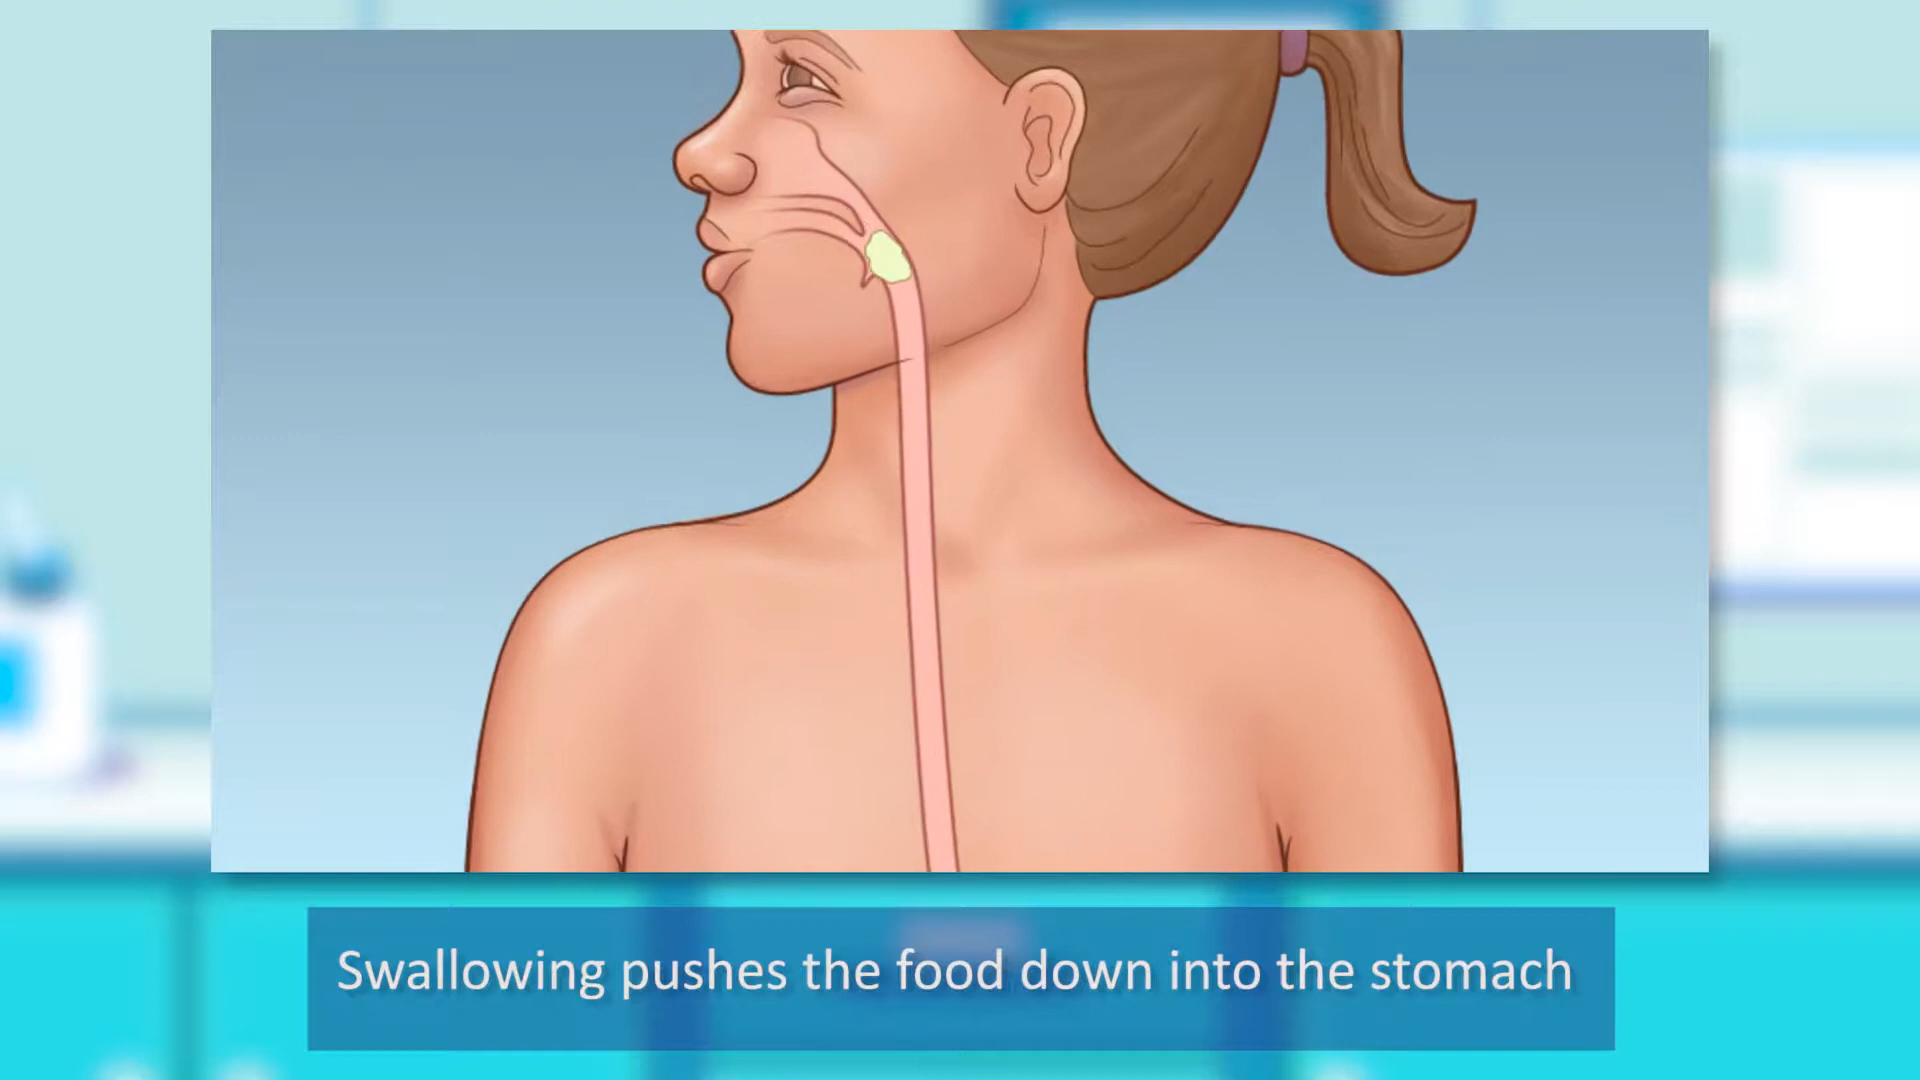 Swallowing pushes the food down into the stomach